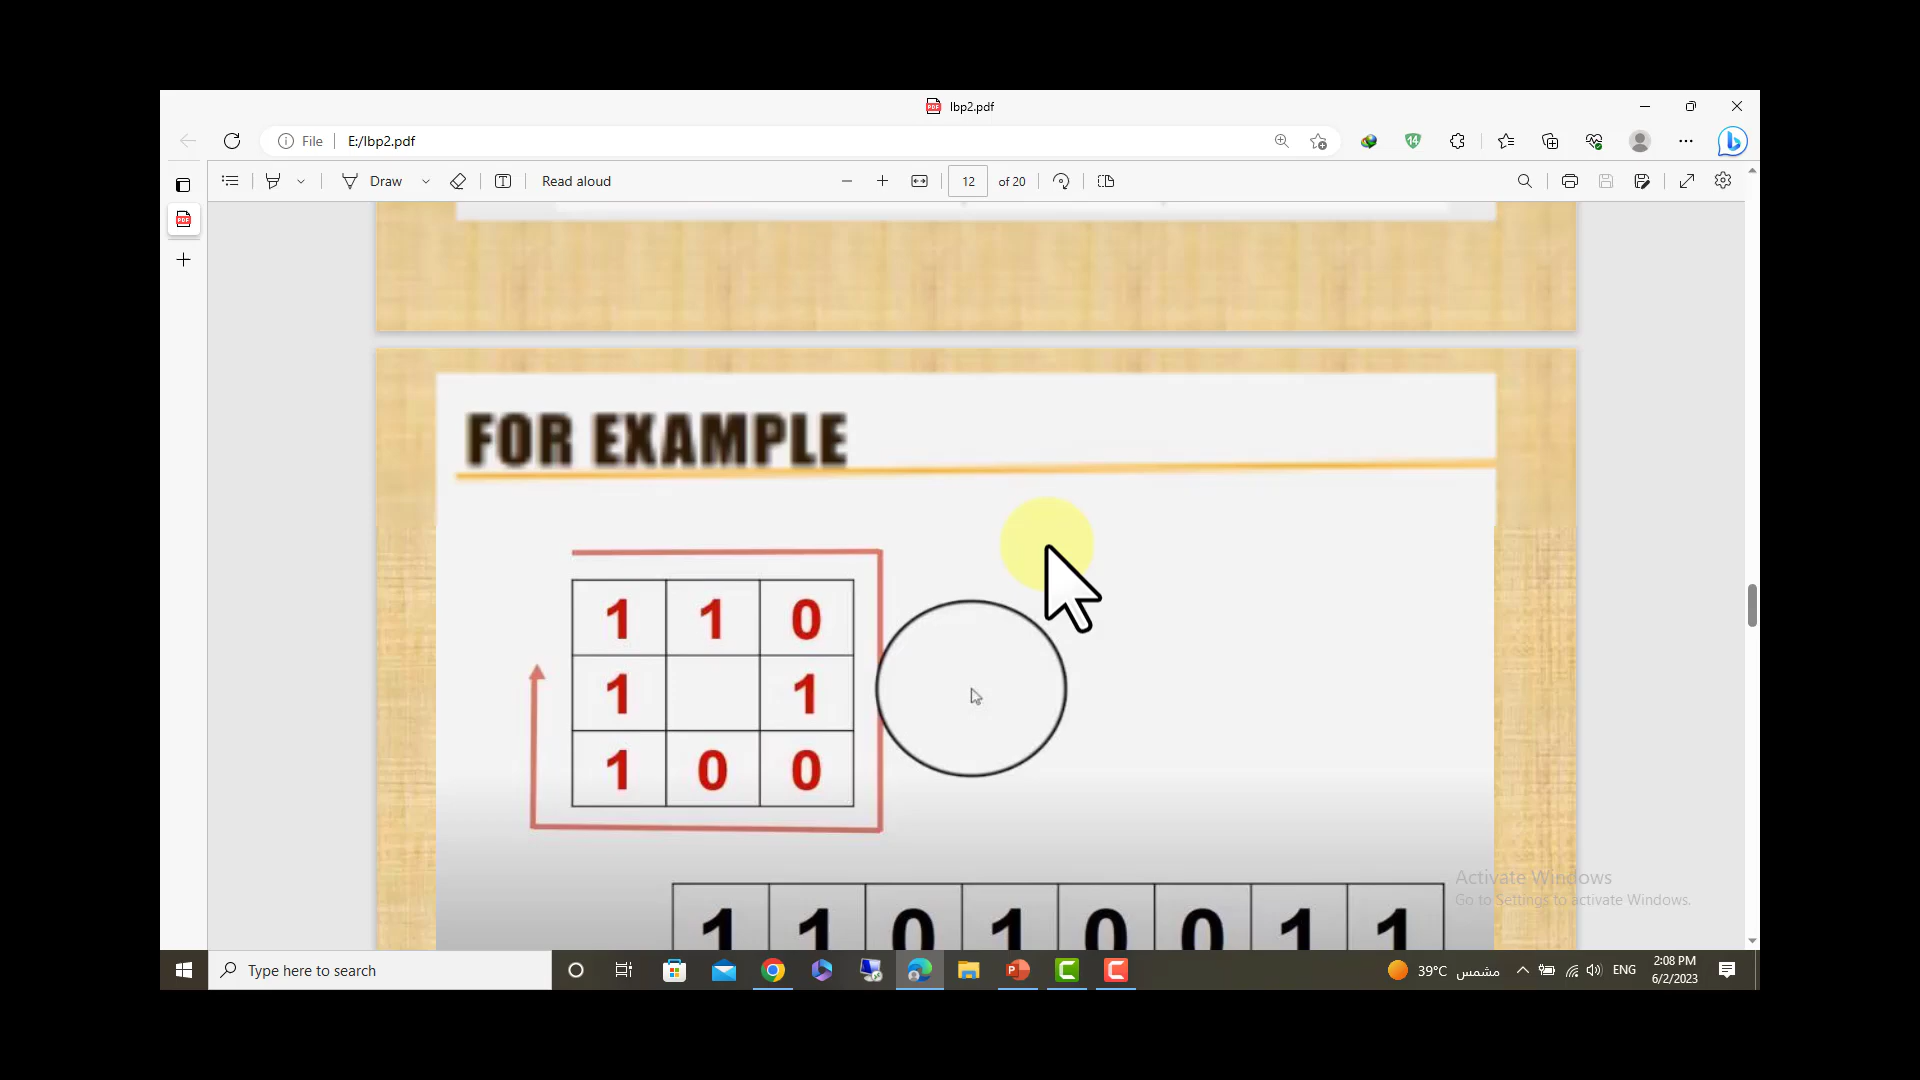 lbp2.pdf
File E:/lbp2.pdf
14
Draw
Read aloud
12 of 20
FOR EXAMPLE
1 1 0
1 1
1 0 0
1 1 0 1 0 0 1 1
Activate Windows
Go to Settings to activate Windows.
Type here to search
39°C مشمس
ENG
2:08 PM
6/2/2023